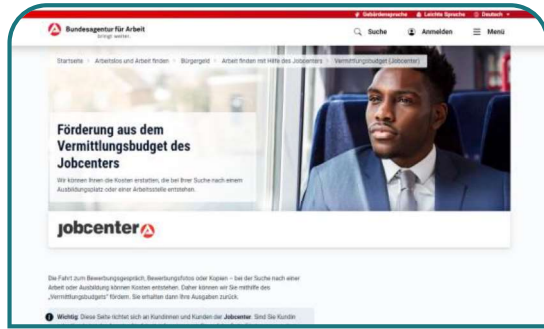 Gebärdensprache Leichte Sprache Deutsch
Bundesagentur für Arbeit
bringt weiter.
Suche Anmelden Menü
Startseite Arbeitslos und Arbeit finden Bürgergeld Arbeit finden mit Hilfe des Jobcenters Vermittlungsbudget (Jobcenter)
Förderung aus dem
Vermittlungsbudget des
Jobcenters
Wir können Ihnen die Kosten erstatten, die bei Ihrer Suche nach einem
Ausbildungsplatz oder einer Arbeitsstelle entstehen.
jobcenter
Die Fahrt zum Bewerbungsgespräch, Bewerbungsfotos oder Kopien – bei der Suche nach einer
Arbeit oder Ausbildung können Kosten entstehen. Daher können wir Sie mithilfe des
„Vermittlungsbudgets“ fördern. Sie erhalten dann Ihre Ausgaben zurück.
Wichtig: Diese Seite richtet sich an Kundinnen und Kunden der Jobcenter. Sind Sie Kundin